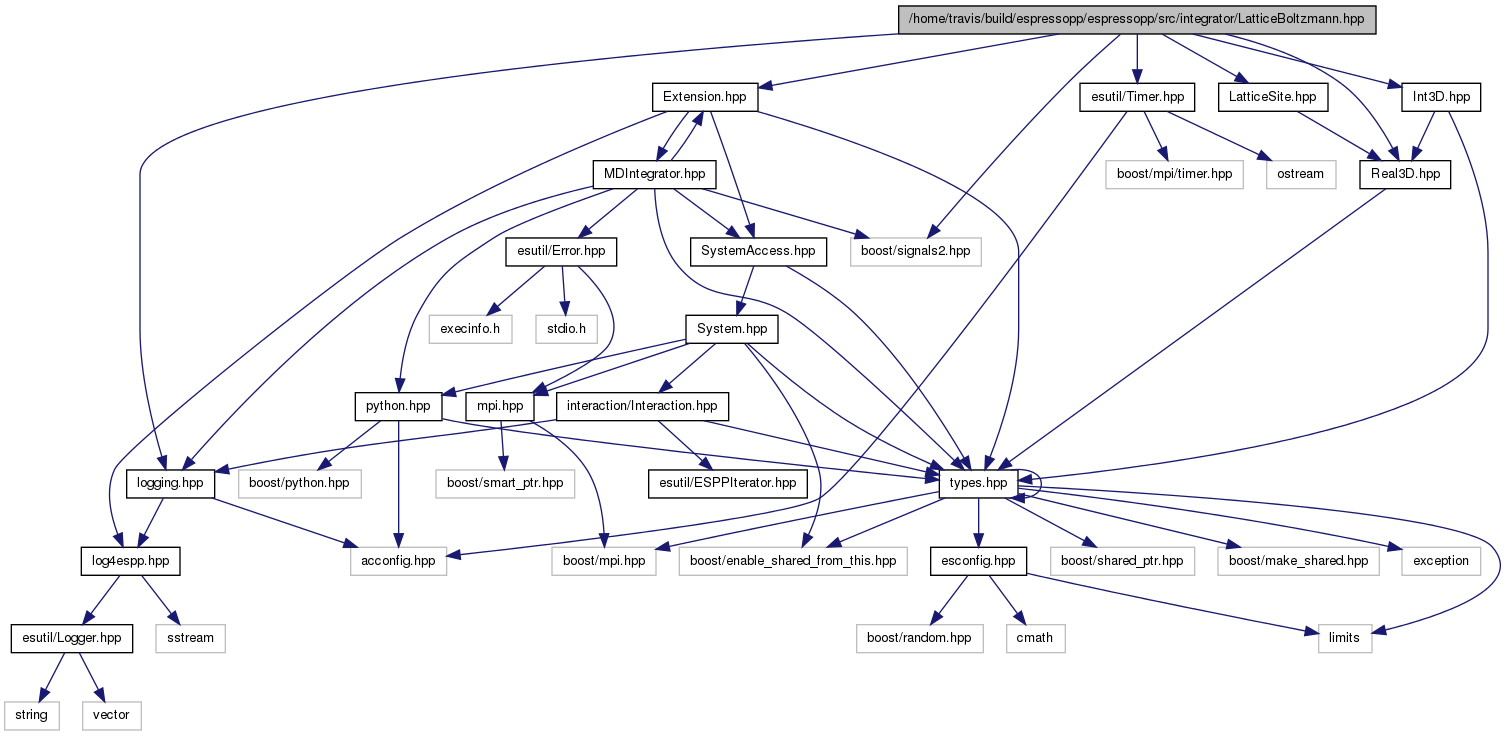 /home/travis/build/espressopp/espressopp/src/integrator/LatticeBoltzmann.hpp
Extension.hpp
esutil/Timer.hpp
LatticeSite.hpp
Int3D.hpp
MDIntegrator.hpp
boost/mpi/timer.hpp
ostream
Real3D.hpp
esutil/Error.hpp
SystemAccess.hpp
boost/signals2.hpp
execinfo.h
stdio.h
System.hpp
python.hpp
mpi.hpp
interaction/Interaction.hpp
logging.hpp
boost/python.hpp
boost/smart_ptr.hpp
esutil/ESPPIterator.hpp
types.hpp
log4espp.hpp
acconfig.hpp
boost/mpi.hpp
boost/enable_shared_from_this.hpp
esconfig.hpp
boost/shared_ptr.hpp
boost/make_shared.hpp
exception
esutil/Logger.hpp
sstream
boost/random.hpp
cmath
limits
string
vector